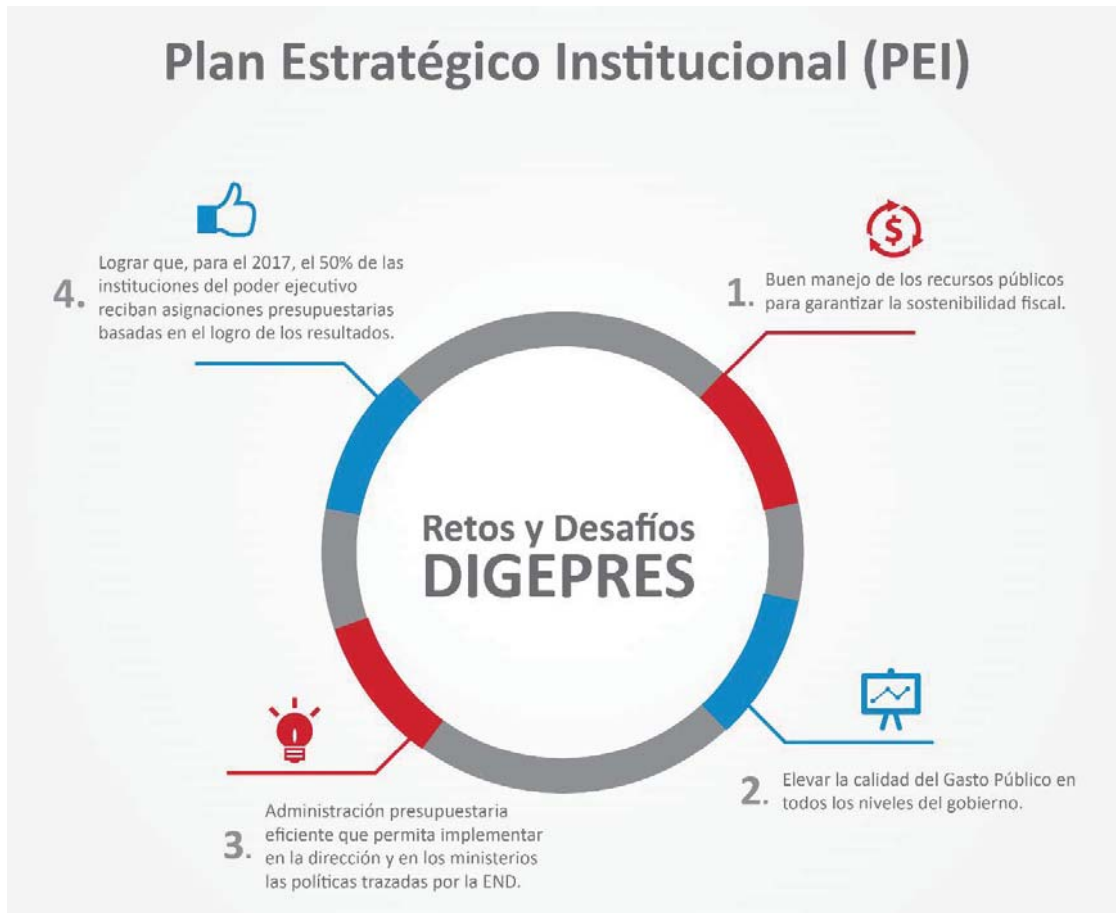 Plan Estratégico Institucional (PEI)
1.
Buen manejo de los recursos públicos
para garantizar la sostenibilidad fiscal.
2.
Elevar la calidad del Gasto Público en
todos los niveles del gobierno.
3.
Administración presupuestaria
eficiente que permita implementar
en la dirección y en los ministerios
las políticas trazadas por la END.
4.
Lograr que, para el 2017, el 50% de las
instituciones del poder ejecutivo
reciban asignaciones presupuestarias
basadas en el logro de los resultados.
Retos y Desafíos
DIGEPRES
$